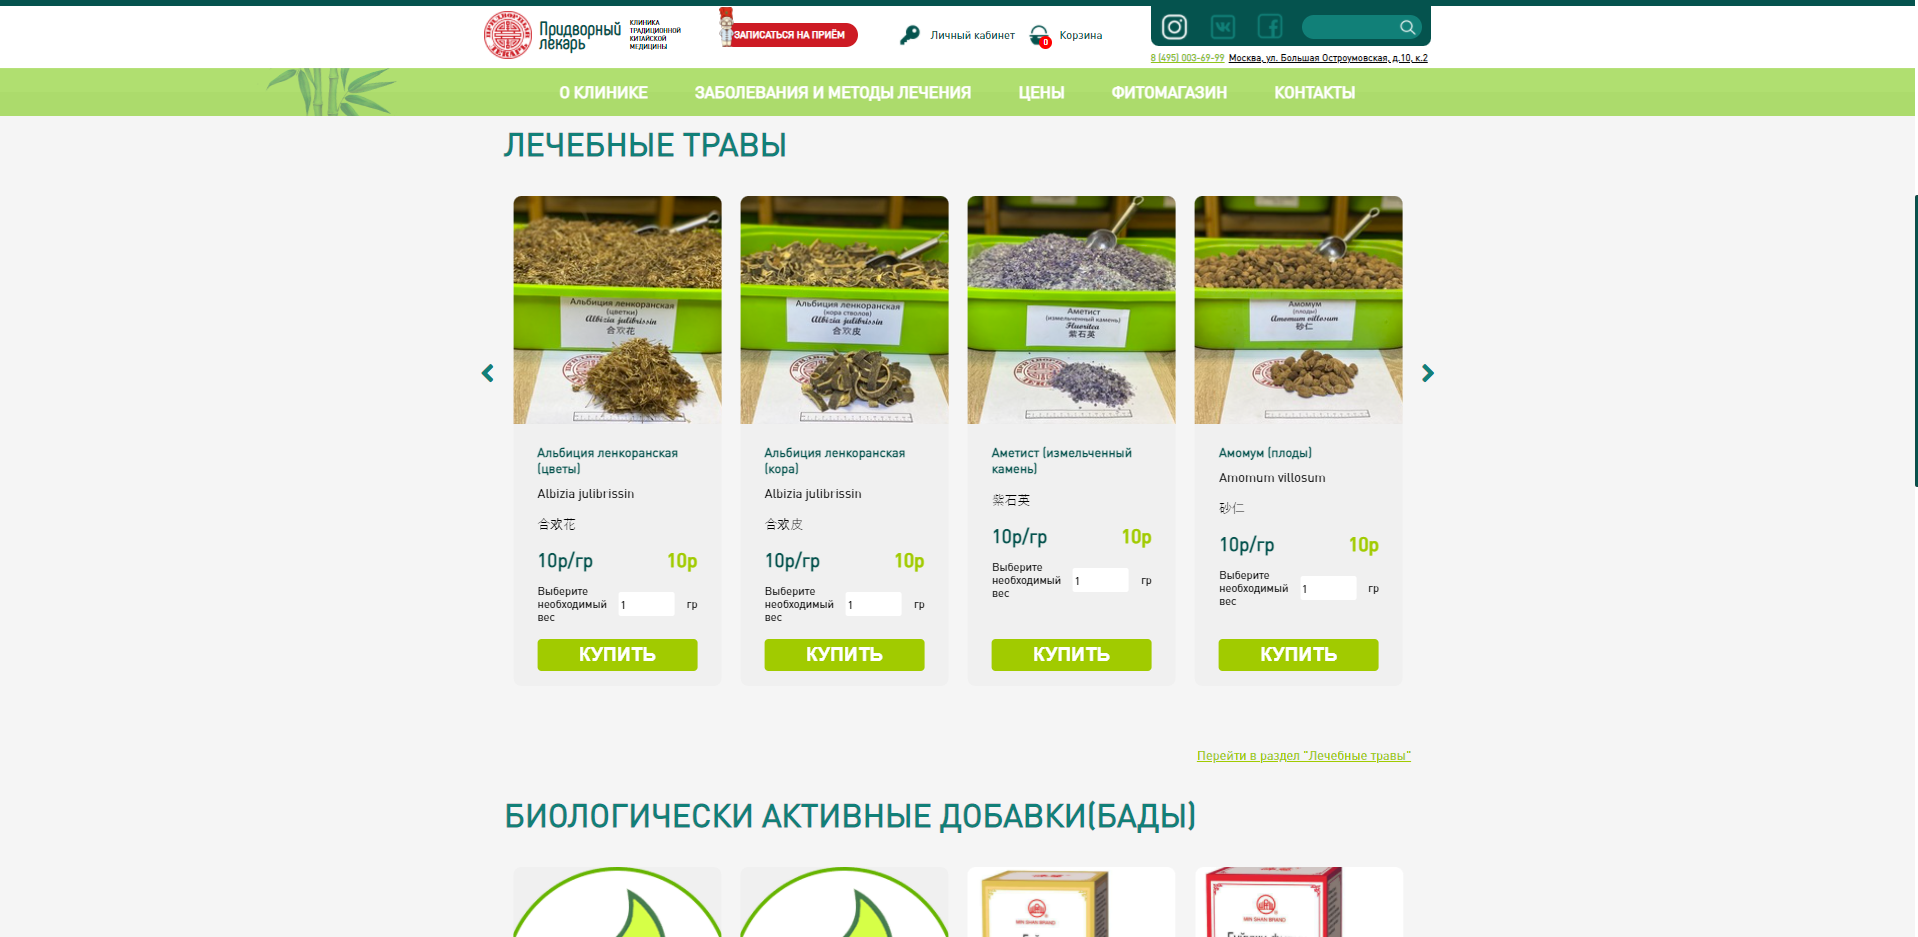 Придворный
лекарь
КЛИНИКА
ТРАДИЦИОННОЙ
КИТАЙСКОЙ
МЕДИЦИНЫ
ЗАПИСАТЬСЯ НА ПРИЁМ
Личный кабинет
0
Корзина
8 (495) 003-69-99 Москва, ул. Большая Остроумовская, д.10, к.2
О КЛИНИКЕ
ЗАБОЛЕВАНИЯ И МЕТОДЫ ЛЕЧЕНИЯ
ЦЕНЫ
ФИТОМАГАЗИН
КОНТАКТЫ
ЛЕЧЕБНЫЕ ТРАВЫ
Альбиция ленкоранская
(цветки)
Albizia julibrissin
合欢花
Альбиция ленкоранская
(кора стволов)
Albizia julibrissin
合欢皮
Аметист
(измельченный камень)
Fluoritea
紫石英
Амомум
(плоды)
Amomum villosum
砂仁
Альбиция ленкоранская
(цветы)
Albizia julibrissin
合欢花
10р/гр
10р
Выберите
необходимый
вес
1
гр
КУПИТЬ
Альбиция ленкоранская
(кора)
Albizia julibrissin
合欢皮
10р/гр
10р
Выберите
необходимый
вес
1
гр
КУПИТЬ
Аметист (измельченный
камень)
紫石英
10р/гр
10р
Выберите
необходимый
вес
1
гр
КУПИТЬ
Амомум (плоды)
Amomum villosum
砂仁
10р/гр
10р
Выберите
необходимый
вес
1
гр
КУПИТЬ
Перейти в раздел "Лечебные травы"
БИОЛОГИЧЕСКИ АКТИВНЫЕ ДОБАВКИ(БАДЫ)
MIN SHAN BRAND
MIN SHAN BRAND